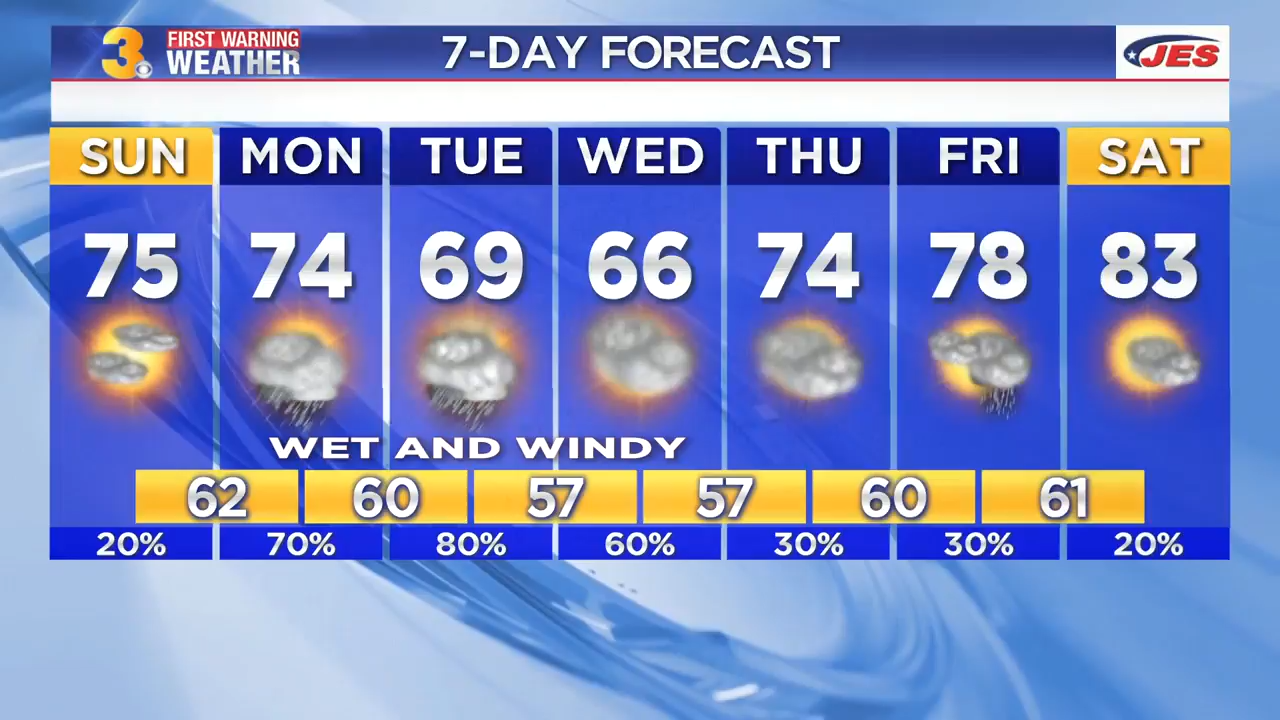 3 FIRST WARNING
WEATHER
7-DAY FORECAST
JES
SUN MON TUE WED THU FRI SAT
75 74 69 66 74 78 83
WET AND WINDY
62 60 57 57 60 61
20% 70% 80% 60% 30% 30% 20%